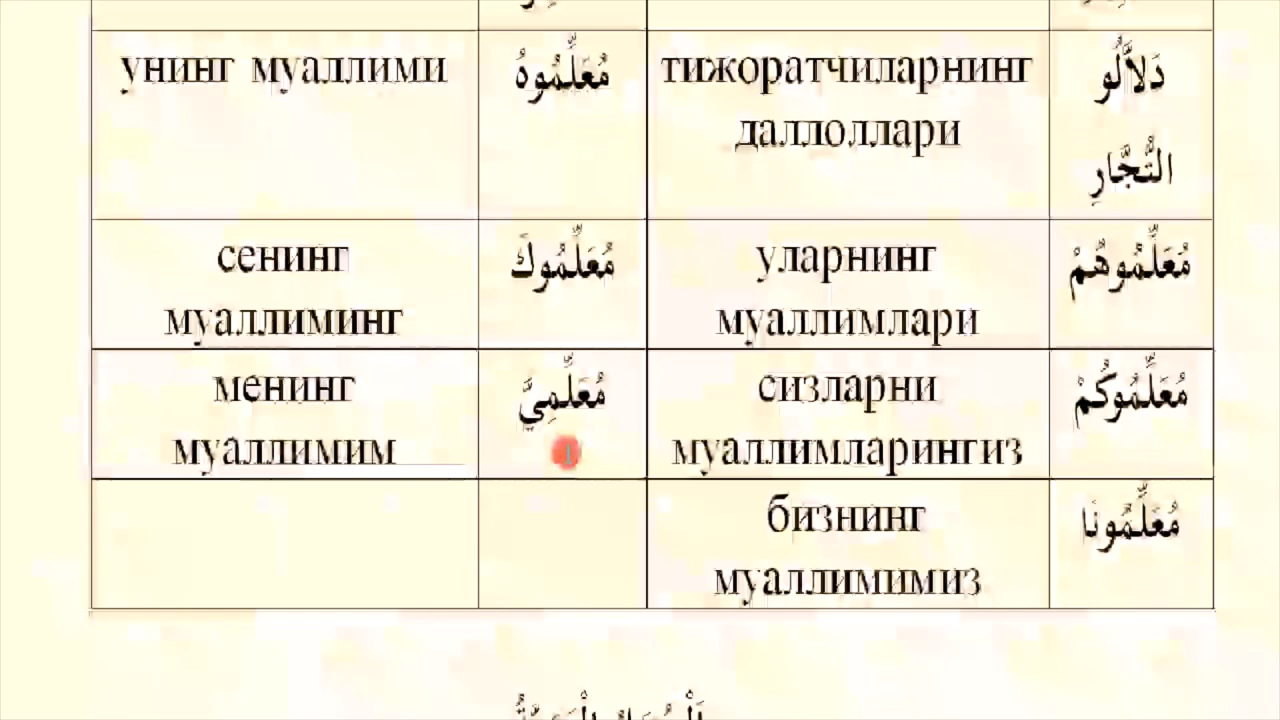 унинг муаллими مُعَلِّمُوهُ тижоратчиларнинг دَلاَّلُو
даллоллари التُّجَّارِ
сенинг مُعَلِّمُوكَ уларнинг مُعَلِّمُوهُمْ
муаллиминг муаллимлари
менинг مُعَلِّمِيَّ сизларни مُعَلِّمُوكُمْ
муаллимим муаллимларингиз
бизнинг مُعَلِّمُونَا
муаллимимиз